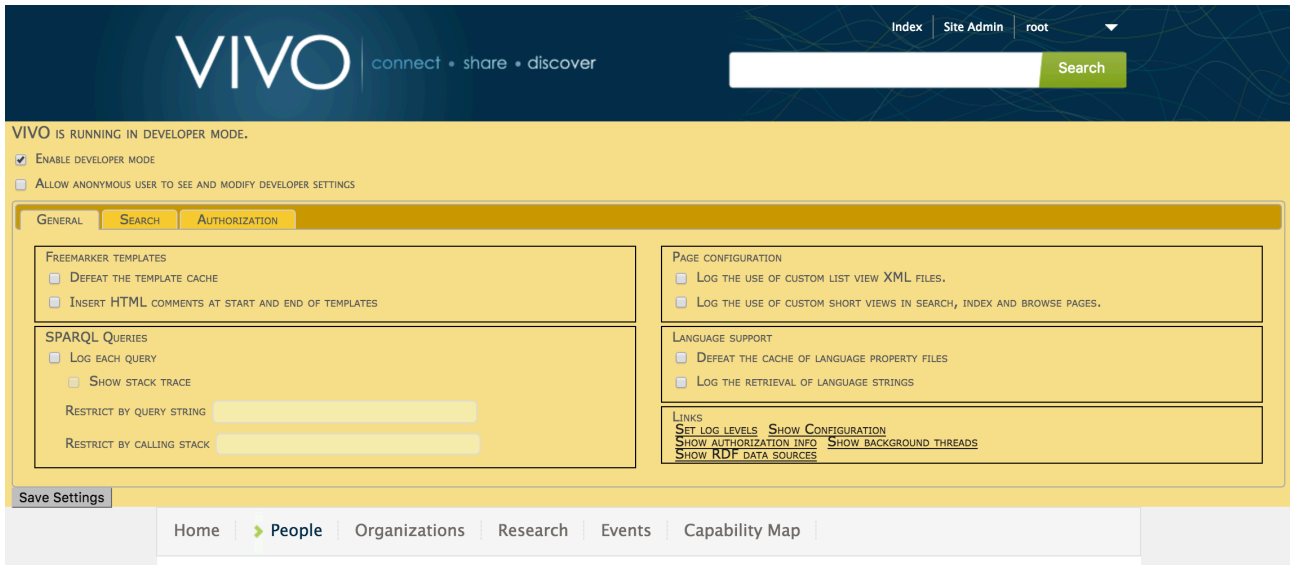 Index Site Admin root
VIVO connect • share • discover
Search
VIVO is running in developer mode.
Enable developer mode
Allow anonymous user to see and modify developer settings
General Search Authorization
Freemarker templates
Defeat the template cache
Insert HTML comments at start and end of templates
SPARQL Queries
Log each query
Show stack trace
Restrict by query string
Restrict by calling stack
Page configuration
Log the use of custom list view XML files.
Log the use of custom short views in search, index and browse pages.
Language support
Defeat the cache of language property files
Log the retrieval of language strings
Links
Set log levels Show Configuration
Show authorization info Show background threads
Show RDF data sources
Save Settings
Home People Organizations Research Events Capability Map